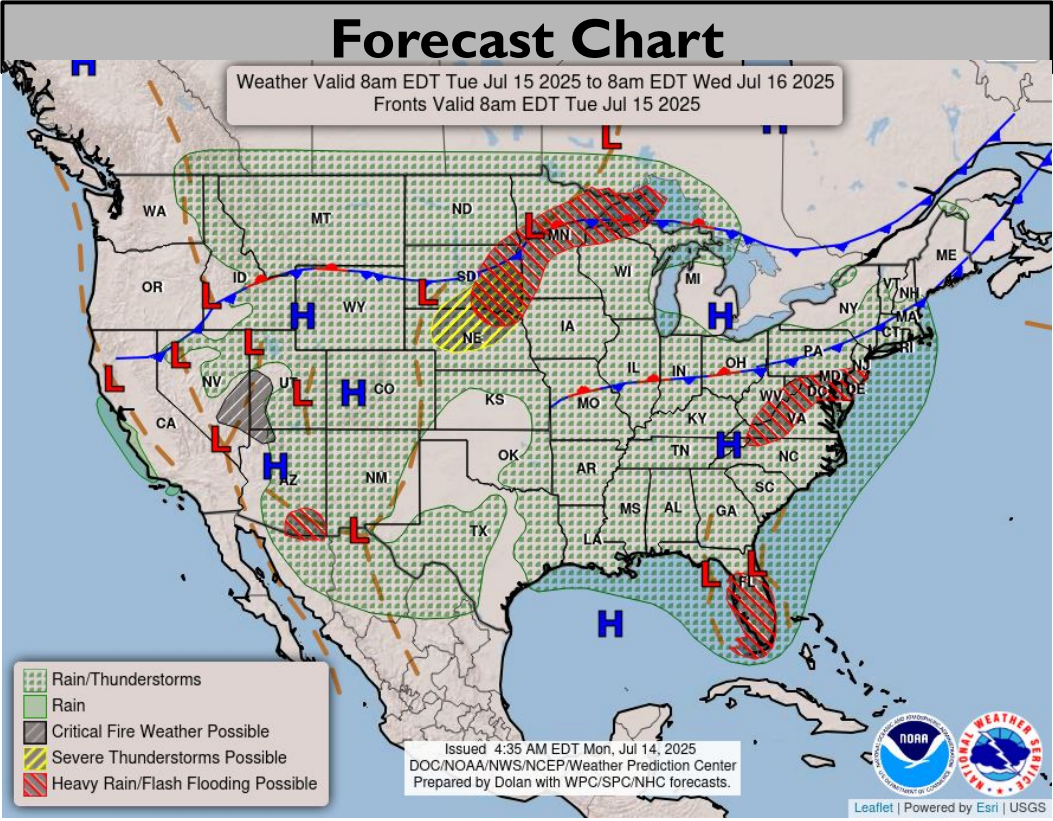 Forecast Chart
Weather Valid 8am EDT Tue Jul 15 2025 to 8am EDT Wed Jul 16 2025
Fronts Valid 8am EDT Tue Jul 15 2025
H
L
H
WA
MT
ND
L
MN
ME
OR
ID
L
H
WY
SD
L
WI
MI
H
VT
NH
NY
MA
CT
RI
L
L
NV
L
UT
L
H
CO
NE
IA
IL
IN
OH
PA
NJ
MD
DE
DC
WV
VA
CA
L
H
AZ
NM
KS
MO
KY
H
TN
NC
OK
AR
SC
MS
AL
GA
TX
LA
L
L
L
FL
H
Rain/Thunderstorms
Rain
Critical Fire Weather Possible
Severe Thunderstorms Possible
Heavy Rain/Flash Flooding Possible
Issued 4:35 AM EDT Mon, Jul 14, 2025
DOC/NOAA/NWS/NCEP/Weather Prediction Center
Prepared by Dolan with WPC/SPC/NHC forecasts.
NOAA
NATIONAL WEATHER SERVICE
Leaflet | Powered by Esri | USGS